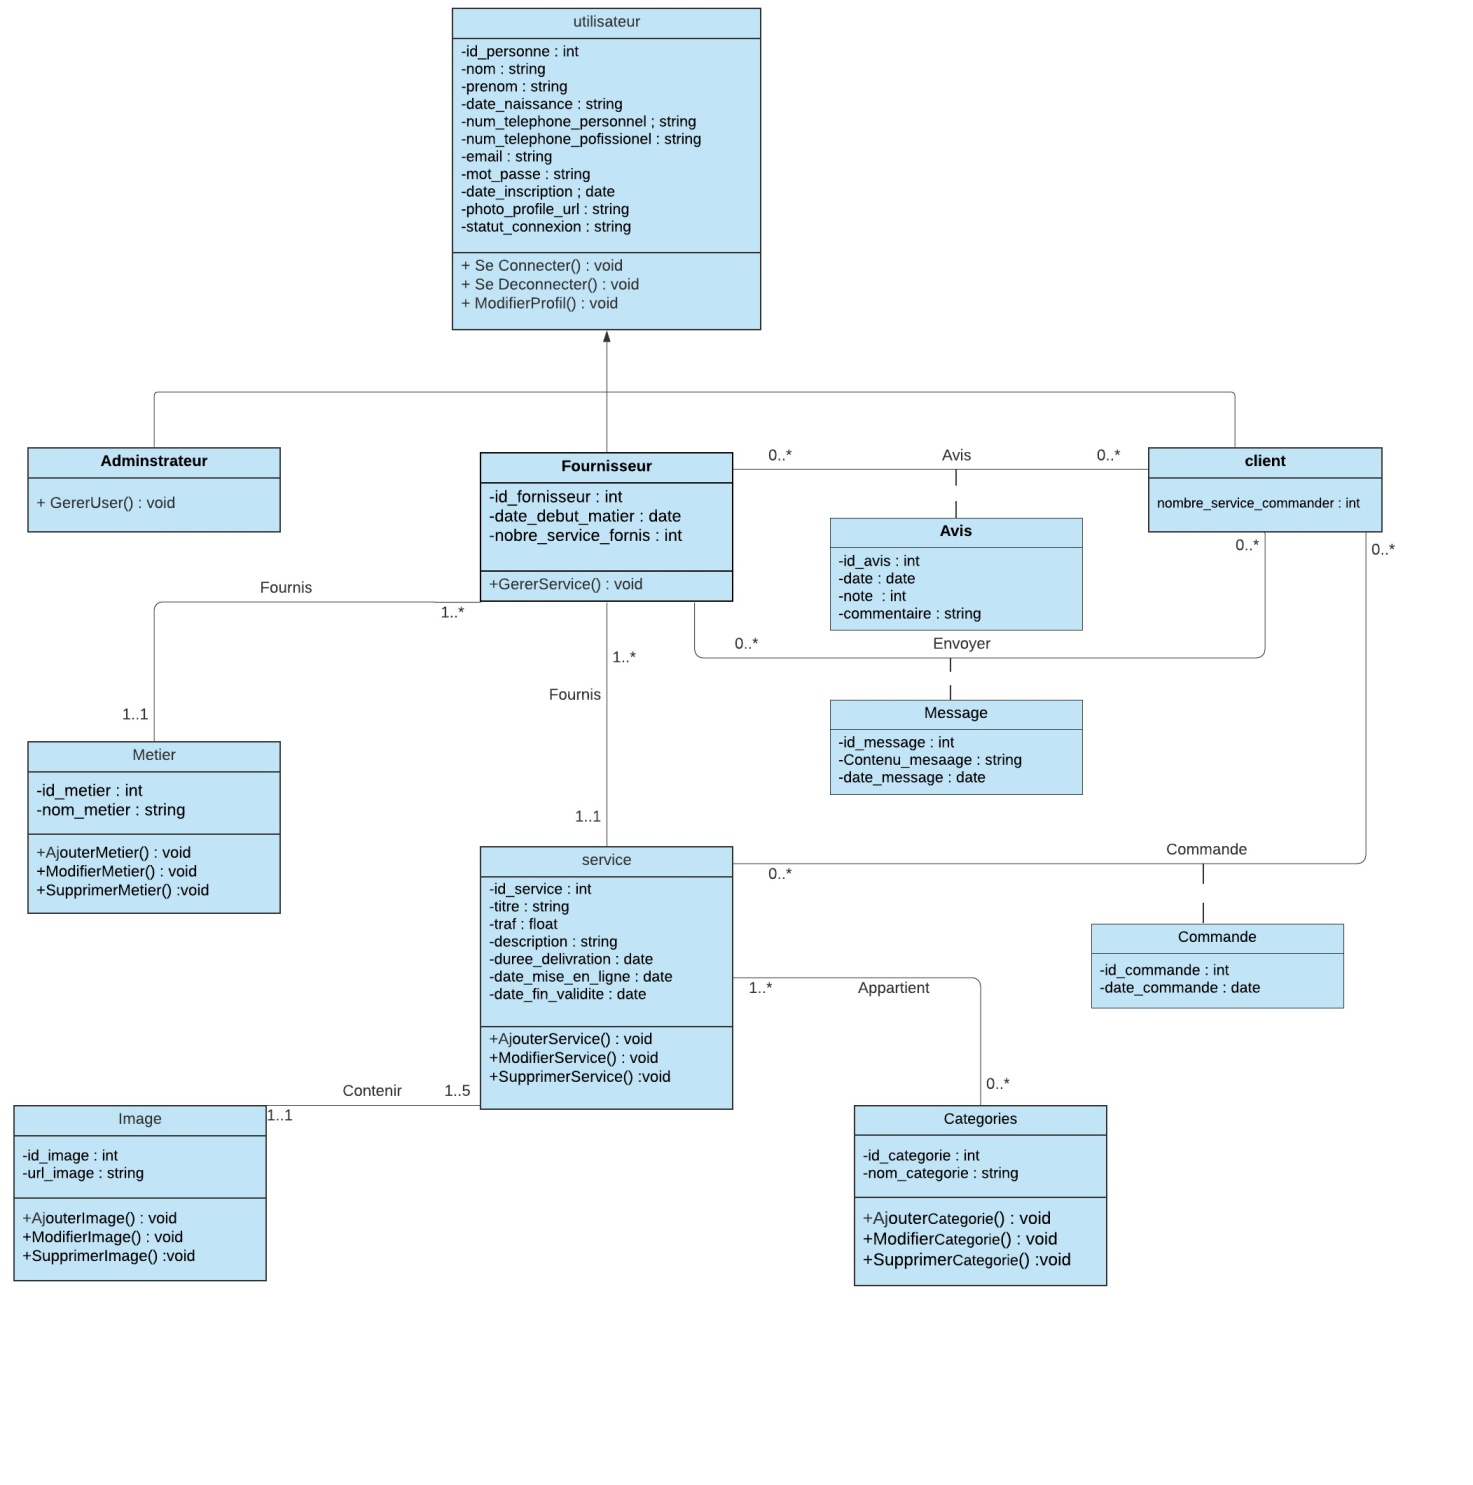 utilisateur
-id_personne : int
-nom : string
-prenom : string
-date_naissance : string
-num_telephone_personnel ; string
-num_telephone_pofissionel : string
-email : string
-mot_passe : string
-date_inscription ; date
-photo_profile_url : string
-statut_connexion : string
+ Se Connecter() : void
+ Se Deconnecter() : void
+ ModifierProfil() : void
Adminstrateur
+ GererUser() : void
Fournisseur
-id_fornisseur : int
-date_debut_matier : date
-nobre_service_fornis : int
+GererService() : void
0..*
Avis
0..*
client
nombre_service_commander : int
Avis
-id_avis : int
-date : date
-note  : int
-commentaire : string
0..*
0..*
Fournis
1..*
1..1
0..*
Envoyer
1..*
Fournis
1..1
Message
-id_message : int
-Contenu_mesaage : string
-date_message : date
Metier
-id_metier : int
-nom_metier : string
+AjouterMetier() : void
+ModifierMetier() : void
+SupprimerMetier() :void
service
-id_service : int
-titre : string
-traf : float
-description : string
-duree_delivration : date
-date_mise_en_ligne : date
-date_fin_validite : date
+AjouterService() : void
+ModifierService() : void
+SupprimerService() :void
0..*
Commande
Commande
-id_commande : int
-date_commande : date
1..*
Appartient
0..*
Contenir
1..5
1..1
Image
-id_image : int
-url_image : string
+AjouterImage() : void
+ModifierImage() : void
+SupprimerImage() :void
Categories
-id_categorie : int
-nom_categorie : string
+AjouterCategorie() : void
+ModifierCategorie() : void
+SupprimerCategorie() :void